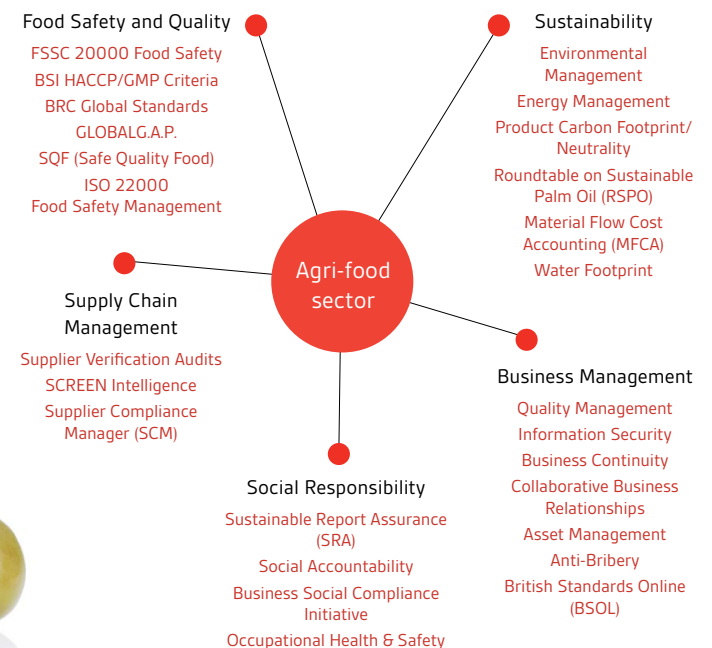 Food Safety and Quality
FSSC 20000 Food Safety
BSI HACCP/GMP Criteria
BRC Global Standards
GLOBALG.A.P.
SQF (Safe Quality Food)
ISO 22000
Food Safety Management
Sustainability
Environmental
Management
Energy Management
Product Carbon Footprint/
Neutrality
Roundtable on Sustainable
Palm Oil (RSPO)
Material Flow Cost
Accounting (MFCA)
Water Footprint
Agri-food
sector
Supply Chain
Management
Supplier Verification Audits
SCREEN Intelligence
Supplier Compliance
Manager (SCM)
Business Management
Quality Management
Information Security
Business Continuity
Collaborative Business
Relationships
Asset Management
Anti-Bribery
British Standards Online
(BSOL)
Social Responsibility
Sustainable Report Assurance
(SRA)
Social Accountability
Business Social Compliance
Initiative
Occupational Health & Safety